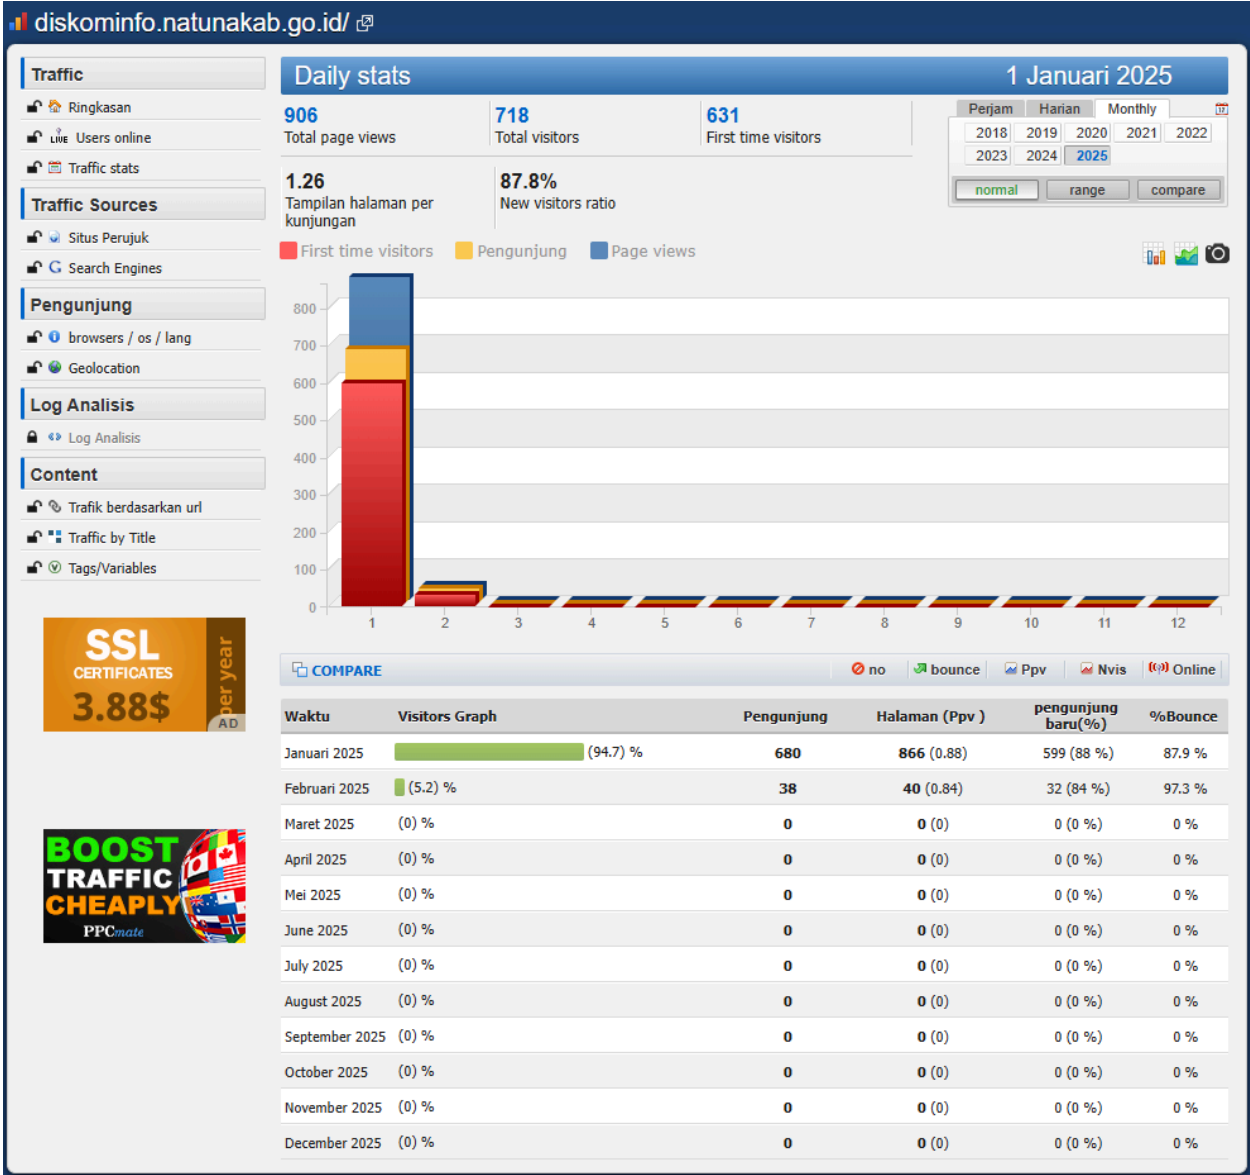 diskominfo.natunakab.go.id/
Traffic
Ringkasan
LIVE Users online
Traffic stats
Traffic Sources
Situs Perujuk
G Search Engines
Pengunjung
browsers / os / lang
Geolocation
Log Analisis
Log Analisis
Content
Trafik berdasarkan url
Traffic by Title
Tags/Variables
SSL
CERTIFICATES
3.88$
per year
AD
BOOST
TRAFFIC
CHEAPLY
PPCmate
Daily stats 1 Januari 2025
906
Total page views
718
Total visitors
631
First time visitors
1.26
Tampilan halaman per
kunjungan
87.8%
New visitors ratio
Perjam Harian Monthly
2018 2019 2020 2021 2022
2023 2024 2025
normal range compare
First time visitors Pengunjung Page views
800
700
600
500
400
300
200
100
0
1 2 3 4 5 6 7 8 9 10 11 12
COMPARE no bounce Ppv Nvis Online
Waktu Visitors Graph Pengunjung Halaman (Ppv ) pengunjung baru(%) %Bounce
Januari 2025 (94.7) % 680 866 (0.88) 599 (88 %) 87.9 %
Februari 2025 (5.2) % 38 40 (0.84) 32 (84 %) 97.3 %
Maret 2025 (0) % 0 0 (0) 0 (0 %) 0 %
April 2025 (0) % 0 0 (0) 0 (0 %) 0 %
Mei 2025 (0) % 0 0 (0) 0 (0 %) 0 %
June 2025 (0) % 0 0 (0) 0 (0 %) 0 %
July 2025 (0) % 0 0 (0) 0 (0 %) 0 %
August 2025 (0) % 0 0 (0) 0 (0 %) 0 %
September 2025 (0) % 0 0 (0) 0 (0 %) 0 %
October 2025 (0) % 0 0 (0) 0 (0 %) 0 %
November 2025 (0) % 0 0 (0) 0 (0 %) 0 %
December 2025 (0) % 0 0 (0) 0 (0 %) 0 %